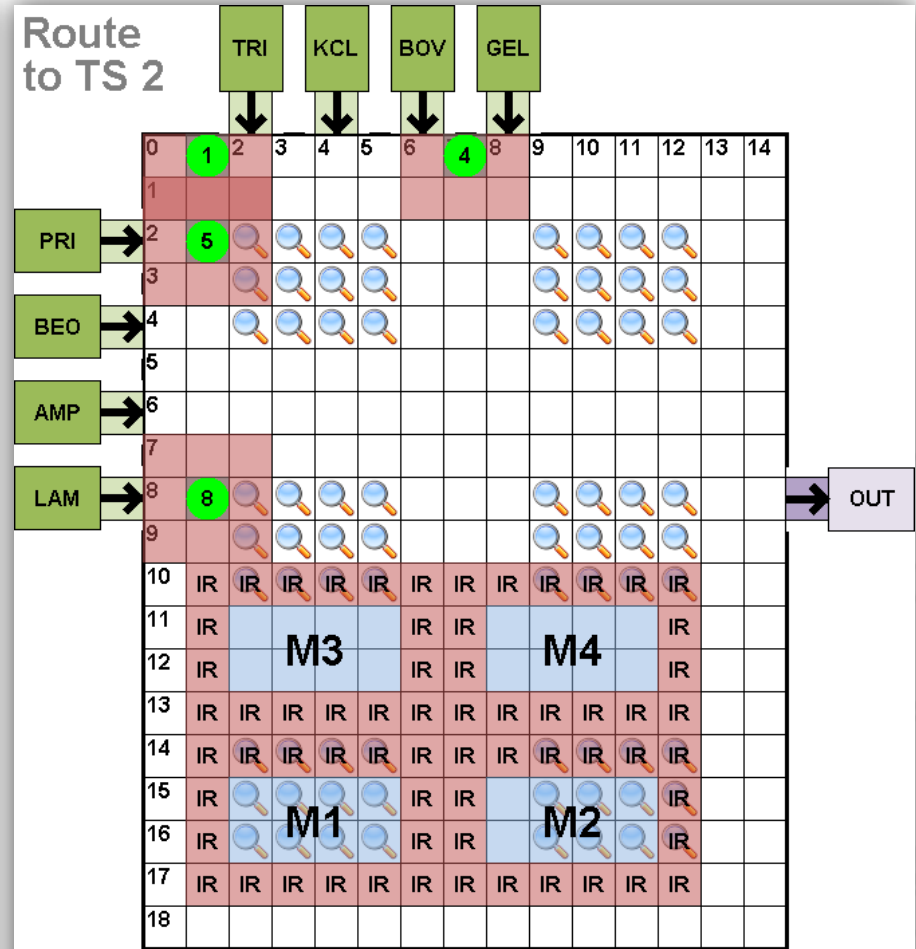 Route
to TS 2
TRI KCL BOV GEL
0 1 2 3 4 5 6 4 8 9 10 11 12 13 14
1
PRI 2 5
3
BEO 4
5
AMP 6
7
LAM 8 8 OUT
9
10 IR IR IR IR IR IR IR IR IR IR IR IR
11 IR IR IR IR
M3 M4
12 IR IR IR IR
13 IR IR IR IR IR IR IR IR IR IR IR IR
14 IR IR IR IR IR IR IR IR IR IR IR IR
15 IR IR IR IR
M1 M2
16 IR IR IR IR
17 IR IR IR IR IR IR IR IR IR IR IR IR
18